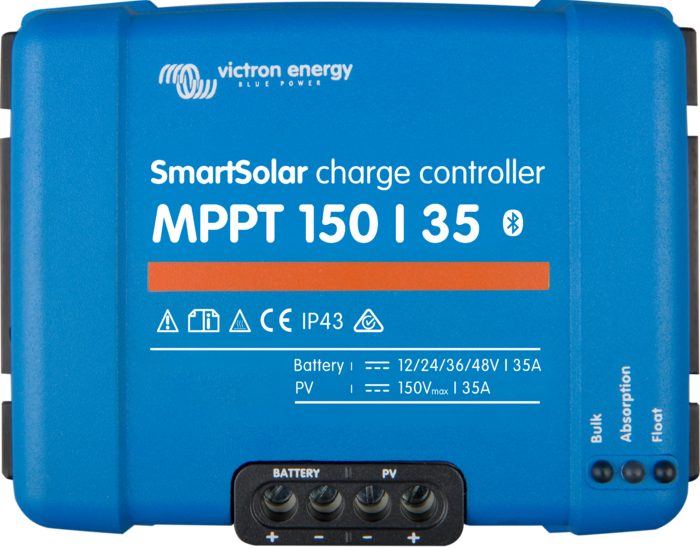 victron energy
BLUE POWER
SmartSolar charge controller
MPPT 150 | 35
CE IP43
Battery 12/24/36/48V | 35A
PV 150Vmax | 35A
Bulk
Absorption
Float
BATTERY PV
+ − − +